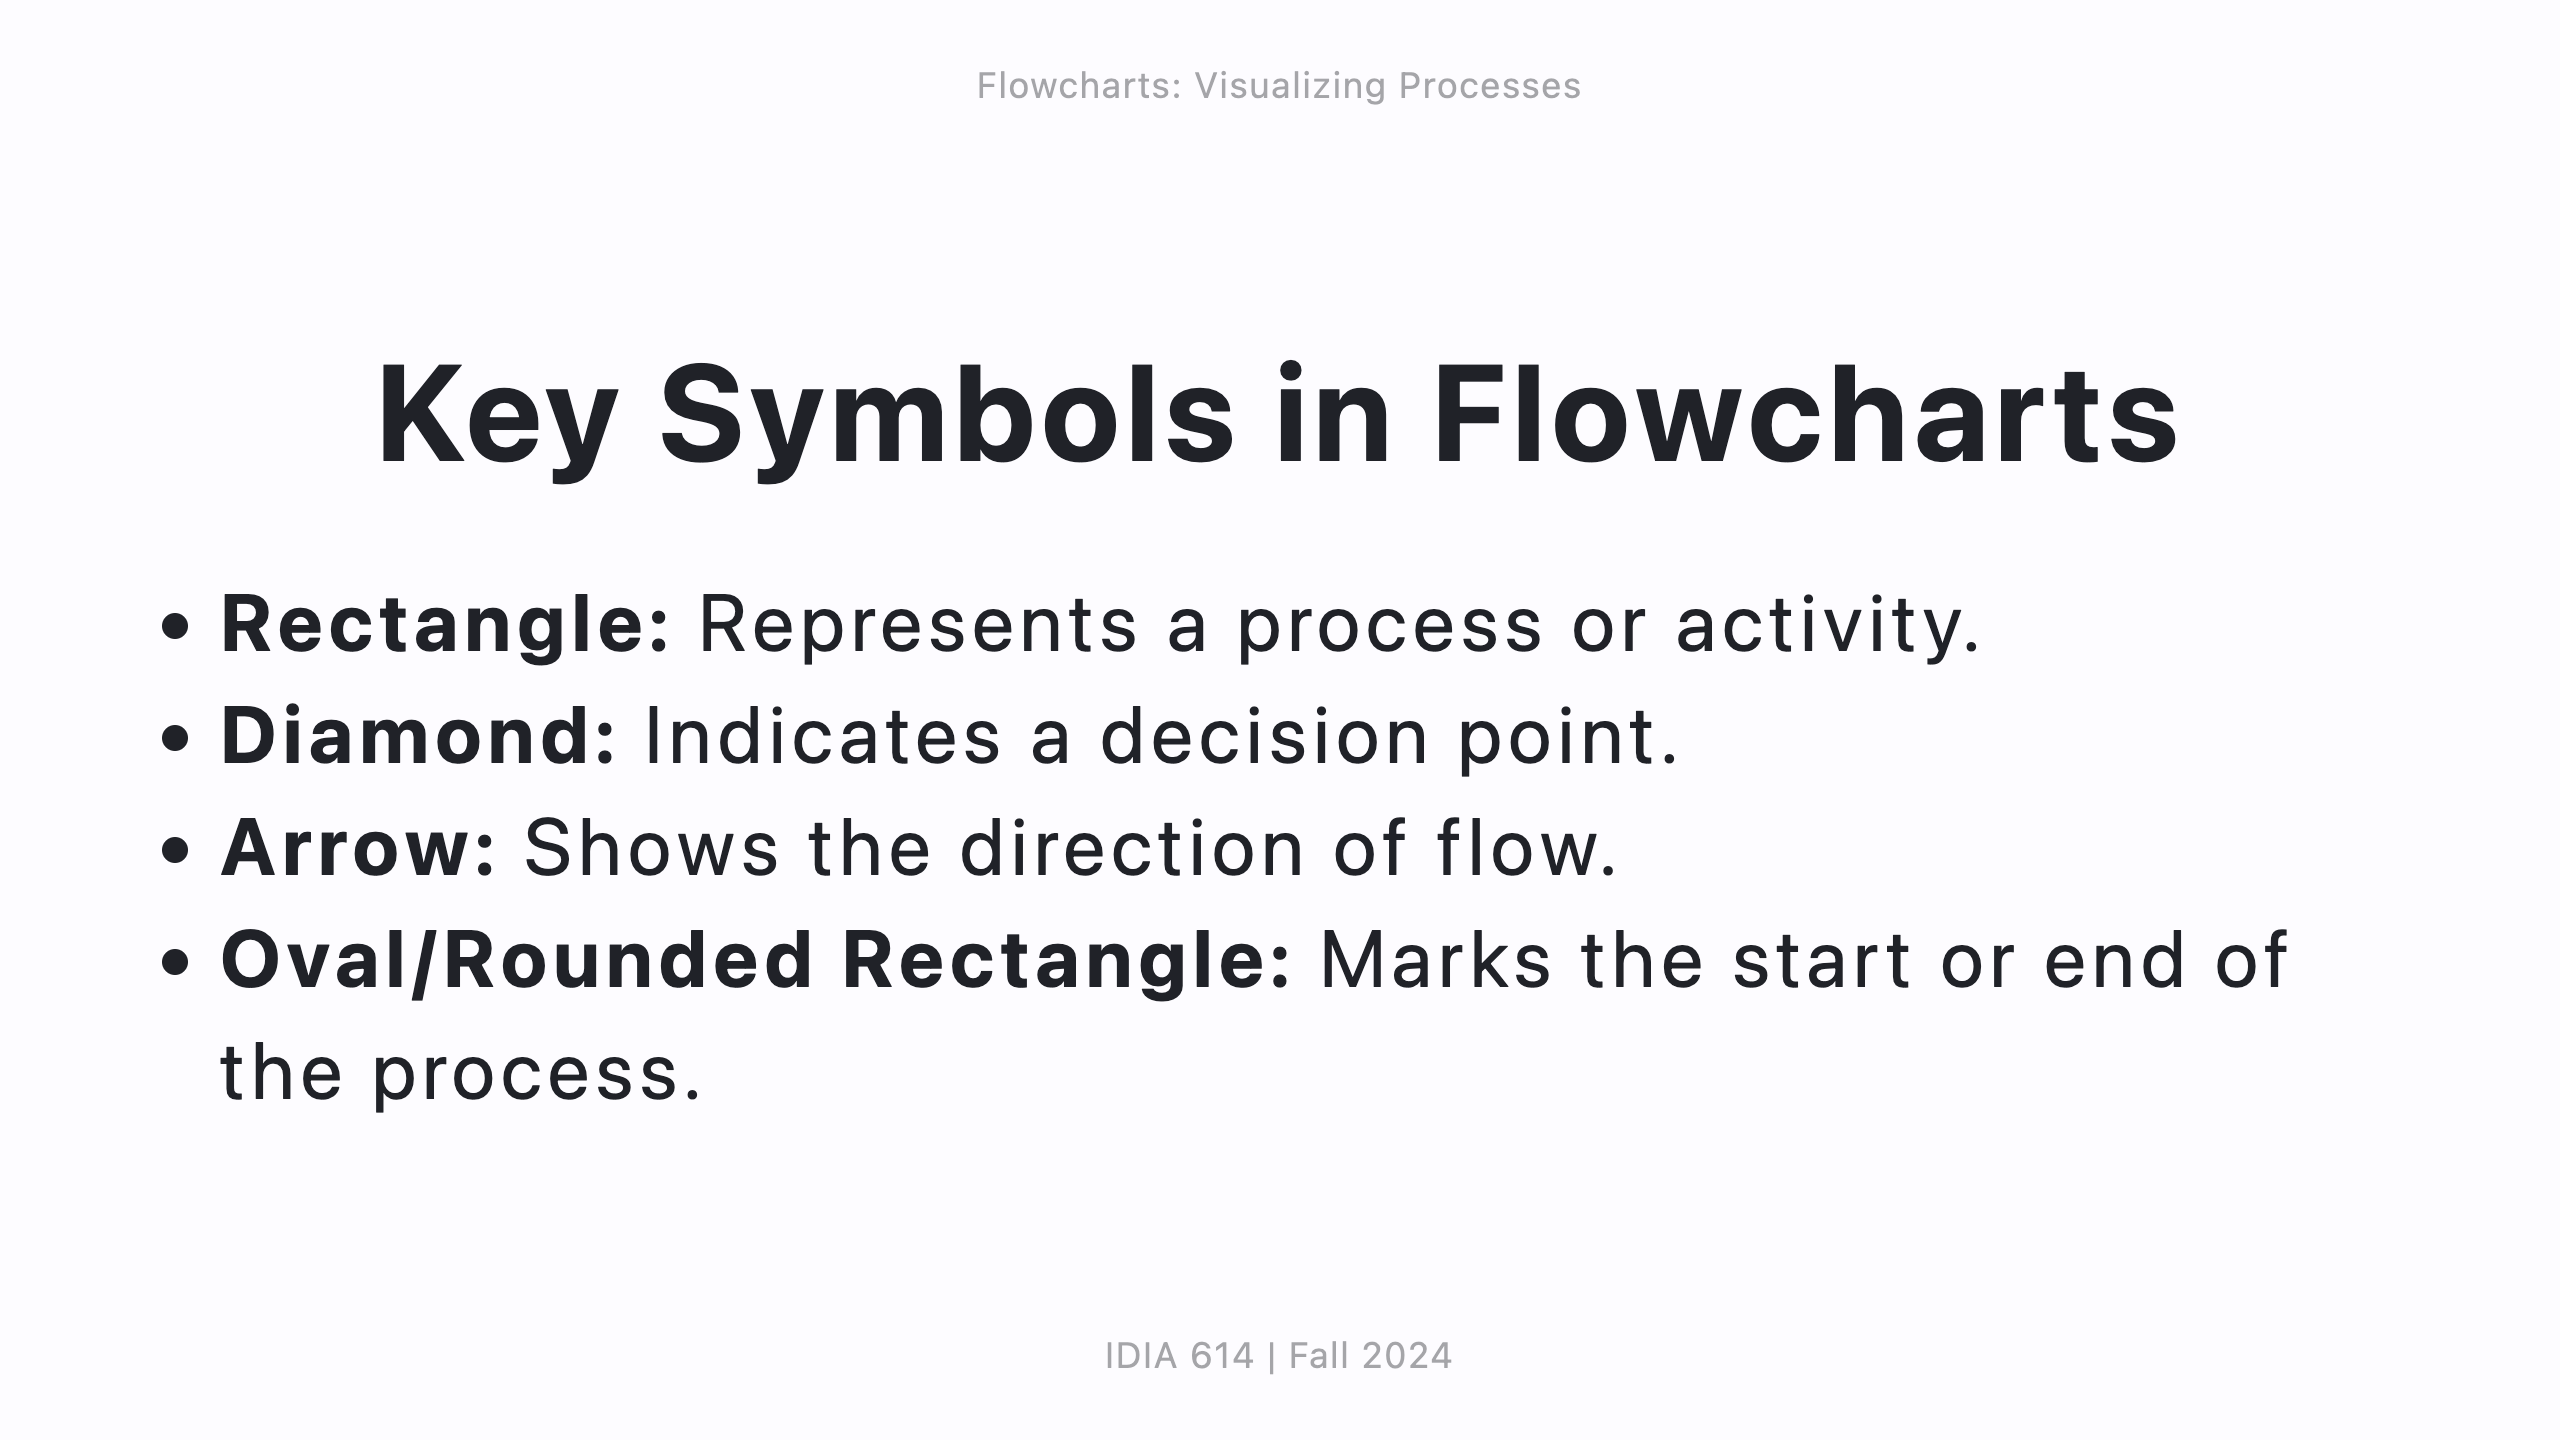 Flowcharts: Visualizing Processes
Key Symbols in Flowcharts
• Rectangle: Represents a process or activity.
• Diamond: Indicates a decision point.
• Arrow: Shows the direction of flow.
• Oval/Rounded Rectangle: Marks the start or end of
the process.
IDIA 614 | Fall 2024